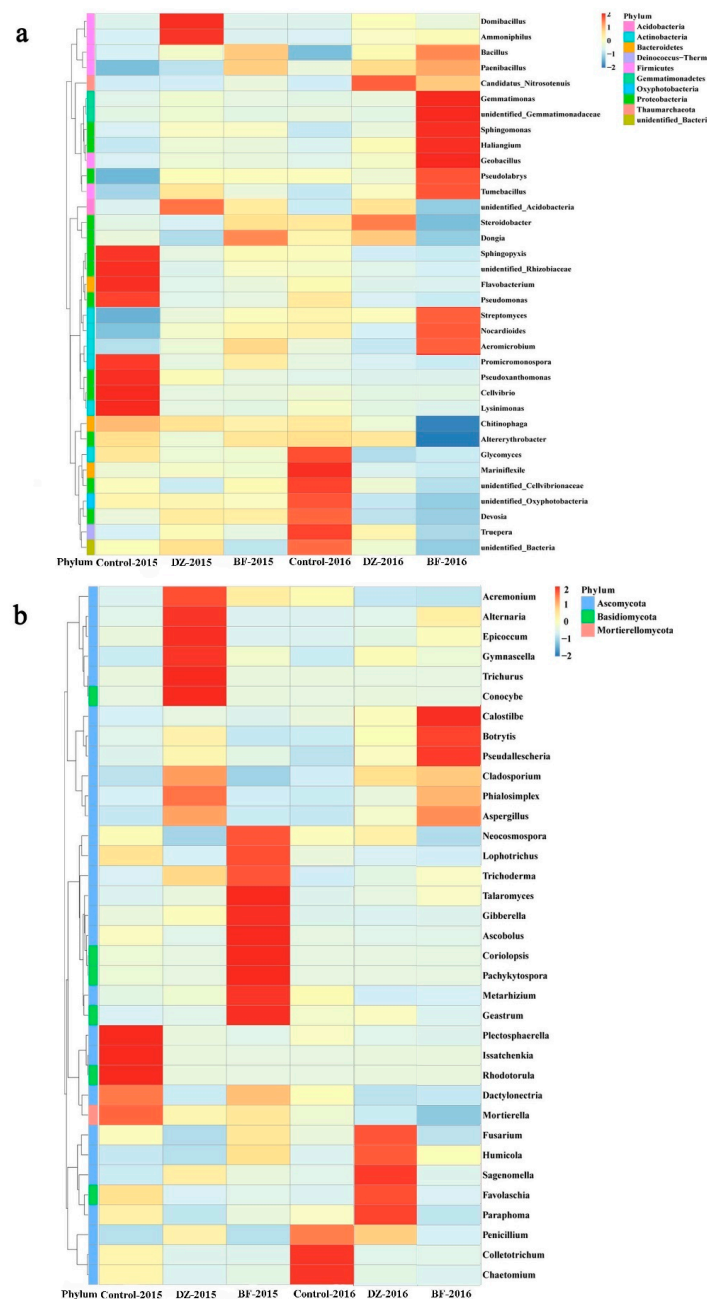 a
Domibacillus
Ammoniphilus
Bacillus
Paenibacillus
Candidatus_Nitrosotenuis
Gemmatimonas
unidentified_Gemmatimonadaceae
Sphingomonas
Haliangium
Geobacillus
Pseudolabrys
Tumebacillus
unidentified_Acidobacteria
Steroidobacter
Dongia
Sphingopyxis
unidentified_Rhizobiaceae
Flavobacterium
Pseudomonas
Streptomyces
Nocardioides
Aeromicrobium
Promicromonospora
Pseudoxanthomonas
Cellvibrio
Lysinimonas
Chitinophaga
Altererythrobacter
Glycomyces
Mariniflexile
unidentified_Cellvibrionaceae
unidentified_Oxyphotobacteria
Devosia
Truepera
unidentified_Bacteria
2
1
0
−1
−2
Phylum
Acidobacteria
Actinobacteria
Bacteroidetes
Deinococcus−Therm
Firmicutes
Gemmatimonadetes
Oxyphotobacteria
Proteobacteria
Thaumarchaeota
unidentified_Bacteri
Phylum Control-2015 DZ-2015 BF-2015 Control-2016 DZ-2016 BF-2016
b
Acremonium
Alternaria
Epicoccum
Gymnascella
Trichurus
Conocybe
Calostilbe
Botrytis
Pseudallescheria
Cladosporium
Phialosimplex
Aspergillus
Neocosmospora
Lophotrichus
Trichoderma
Talaromyces
Gibberella
Ascobolus
Coriolopsis
Pachykytospora
Metarhizium
Geastrum
Plectosphaerella
Issatchenkia
Rhodotorula
Dactylonectria
Mortierella
Fusarium
Humicola
Sagenomella
Favolaschia
Paraphoma
Penicillium
Colletotrichum
Chaetomium
2
1
0
−1
−2
Phylum
Ascomycota
Basidiomycota
Mortierellomycota
Phylum Control-2015 DZ-2015 BF-2015 Control-2016 DZ-2016 BF-2016